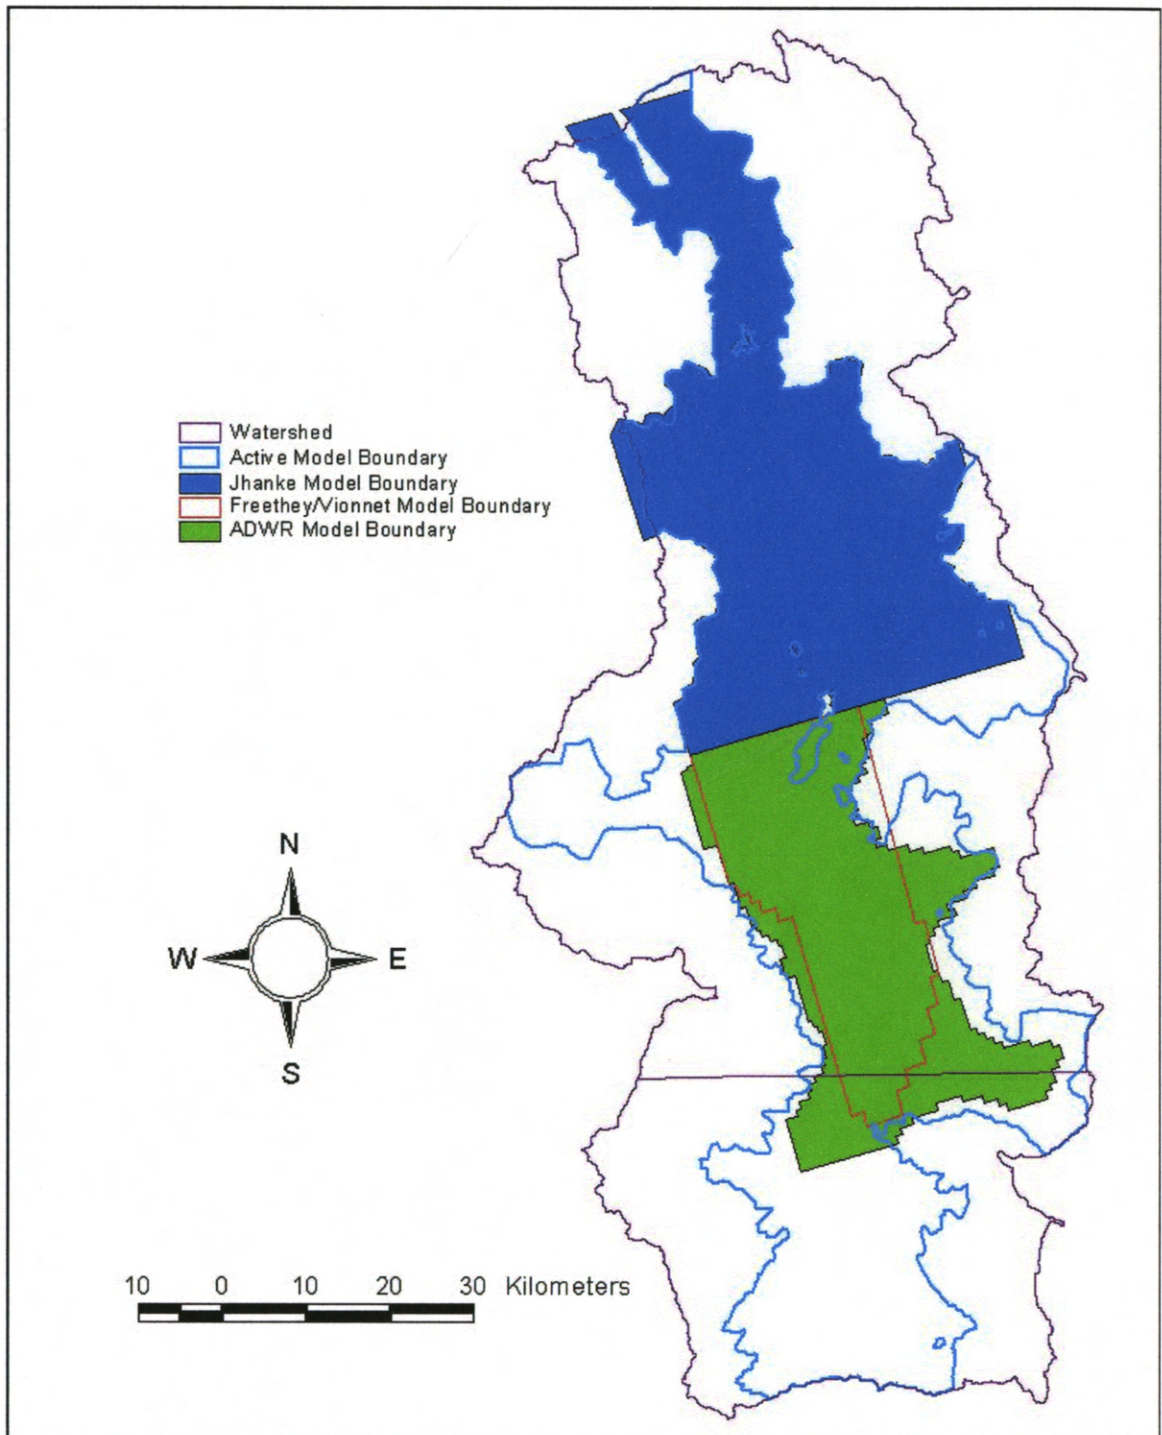 Watershed
Active Model Boundary
Jhanke Model Boundary
Freethey/Vionnet Model Boundary
ADWR Model Boundary
N
W E
S
10 0 10 20 30 Kilometers